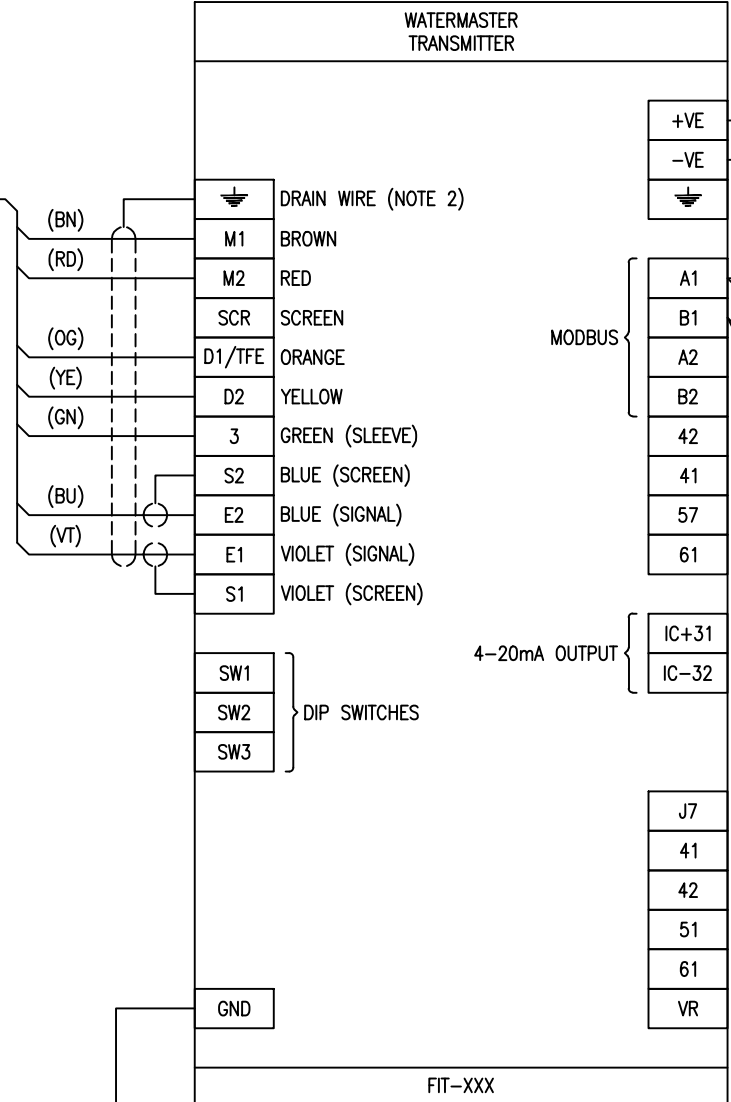 WATERMASTER
TRANSMITTER
+VE
-VE
DRAIN WIRE (NOTE 2)
(BN)
M1 BROWN
(RD)
M2 RED
A1
SCR SCREEN
B1
MODBUS
(OG)
D1/TFE ORANGE
A2
(YE)
D2 YELLOW
B2
(GN)
3 GREEN (SLEEVE)
42
S2 BLUE (SCREEN)
41
(BU)
E2 BLUE (SIGNAL)
57
(VT)
E1 VIOLET (SIGNAL)
61
S1 VIOLET (SCREEN)
IC+31
4-20mA OUTPUT
IC-32
SW1
SW2 DIP SWITCHES
SW3
J7
41
42
51
61
GND
VR
FIT-XXX